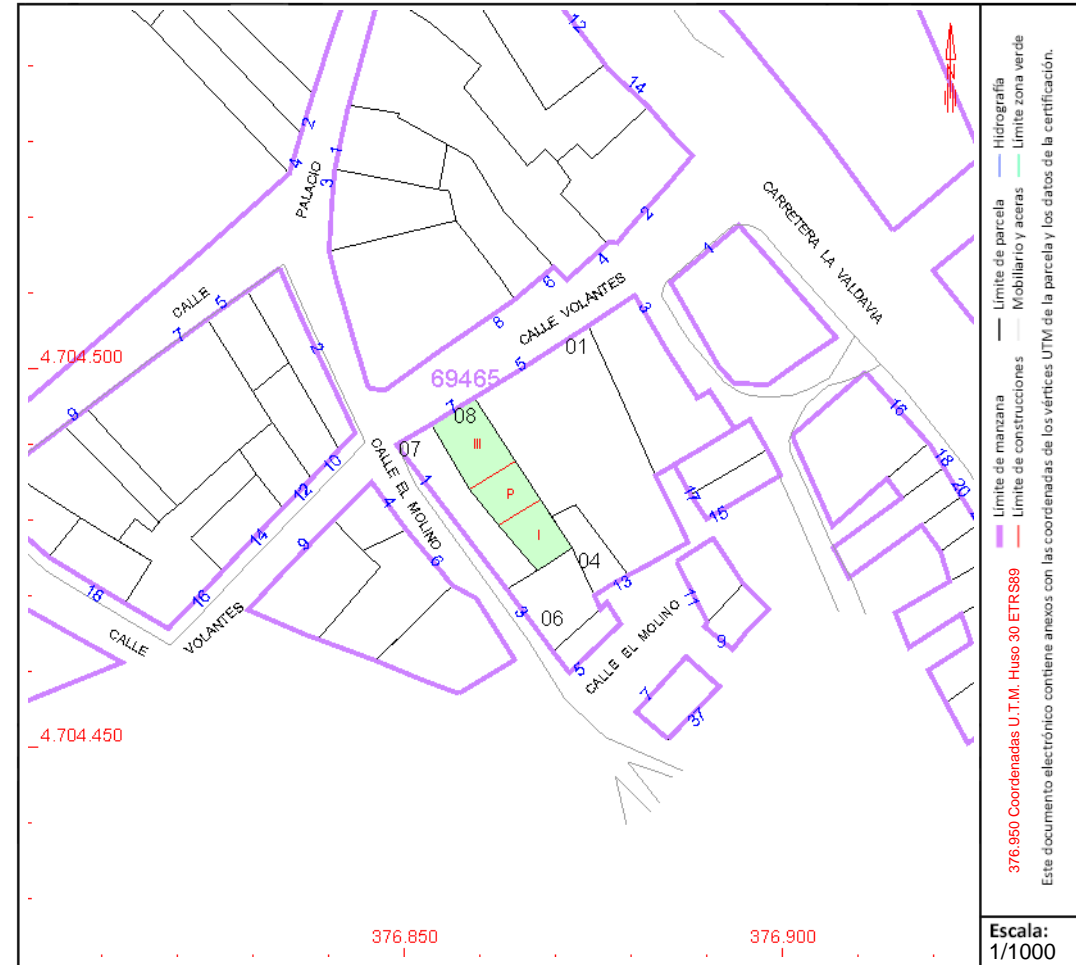 12
14
2
4
1
3
PALACIO
2
4
6
8
CARRETERA LA VALDAVIA
1
CALLE
5
7
CALLE VOLANTES
3
01
5
2
4.704.500
69465
9
7
08
07
16
18
20
III
CALLE EL MOLINO
10
1
12
4
P
17
15
14
9
I
6
04
13
18
16
11
3
06
CALLE
VOLANTES
9
5
CALLE EL MOLINO
7
37
4.704.450
376.850
376.900
N
Límite de manzana
Límite de parcela
Hidrografía
Límite de construcciones
Mobiliario y aceras
Límite zona verde
376.950 Coordenadas U.T.M. Huso 30 ETRS89
Este documento electrónico contiene anexos con las coordenadas de los vértices UTM de la parcela y los datos de la certificación.
Escala:
1/1000